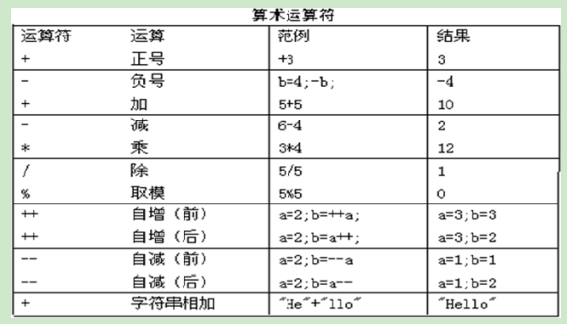 算术运算符
运算符 运算 范例 结果
+ 正号 +3 3
- 负号 b=4;-b; -4
+ 加 5+5 10
- 减 6-4 2
* 乘 3*4 12
/ 除 5/5 1
% 取模 5%5 0
++ 自增（前） a=2;b=++a; a=3;b=3
++ 自增（后） a=2;b=a++; a=3;b=2
-- 自减（前） a=2;b=--a a=1;b=1
-- 自减（后） a=2;b=a-- a=1;b=2
+ 字符串相加 "He"+"llo" "Hello"